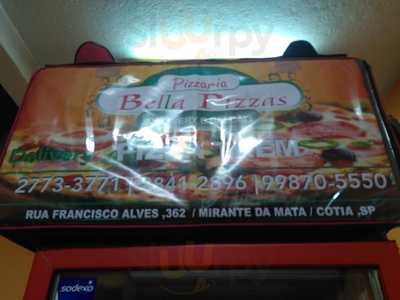 Pizzaria
Bella Pizzas
Delivery
2773-3771 | 2696 | 99870-5550
RUA FRANCISCO ALVES ,362 / MIRANTE DA MATA / COTIA ,SP
sodexo